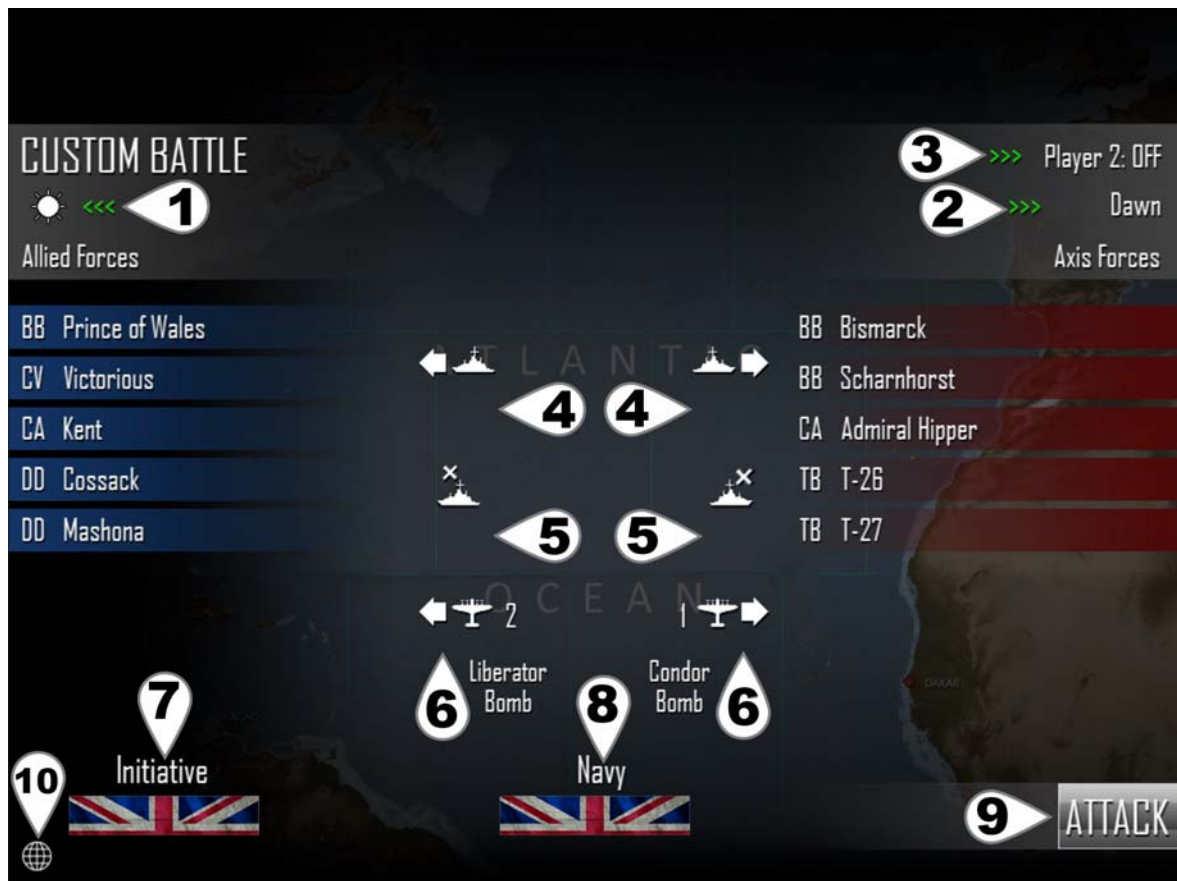 CUSTOM BATTLE
3 >>> Player 2: OFF
<<< 1
2 >>> Dawn
Allied Forces
Axis Forces
BB Prince of Wales
BB Bismarck
ATLANTIC
CV Victorious
BB Scharnhorst
4 4
CA Kent
CA Admiral Hipper
DD Cossack
TB T-26
DD Mashona
TB T-27
5 5
OCEAN
2 1
Liberator
Bomb
Condor
Bomb
DAKAR
6 6
7 8
Initiative
Navy
10
9 ATTACK